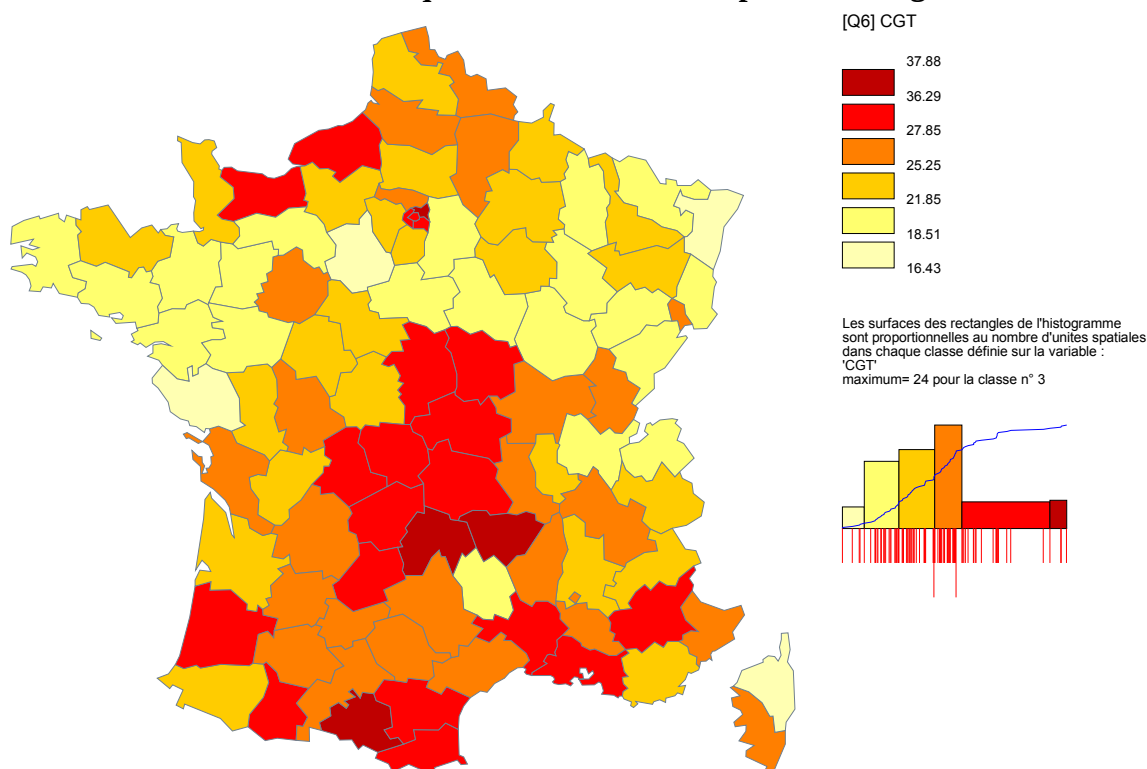 [Q6] CGT
37.88
36.29
27.85
25.25
21.85
18.51
16.43
Les surfaces des rectangles de l'histogramme
sont proportionnelles au nombre d'unites spatiales
dans chaque classe définie sur la variable :
'CGT'
maximum= 24 pour la classe n° 3